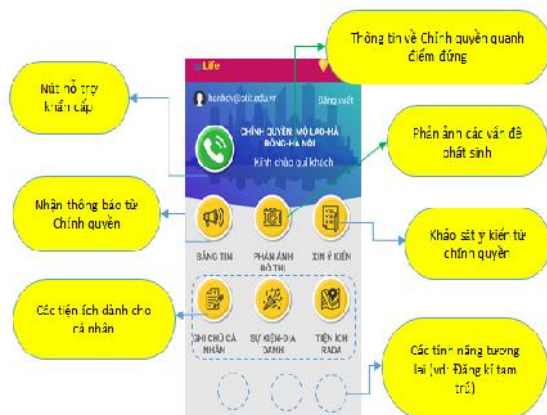 Thông tin về Chính quyền quanh
điểm đứng
Life
hanhdv@ptit.edu.vn
Đăng xuất
Nút hỗ trợ
khẩn cấp
CHÍNH QUYỀN: MỘ LAO-HÀ
ĐÔNG-HÀ NỘI
Kính chào quí khách
Phản ánh các vấn đề
phát sinh
Nhận thông báo từ
Chính quyền
BẢNG TIN
PHẢN ÁNH
ĐÔ THỊ
XIN Ý KIẾN
Khảo sát ý kiến từ
chính quyền
Các tiện ích dành cho
cá nhân
GHI CHÚ CÁ
NHÂN
SỰ KIỆN-ĐỊA
DANH
TIỆN ÍCH
RADA
Các tính năng tương
lai (vd: Đăng kí tạm
trú)